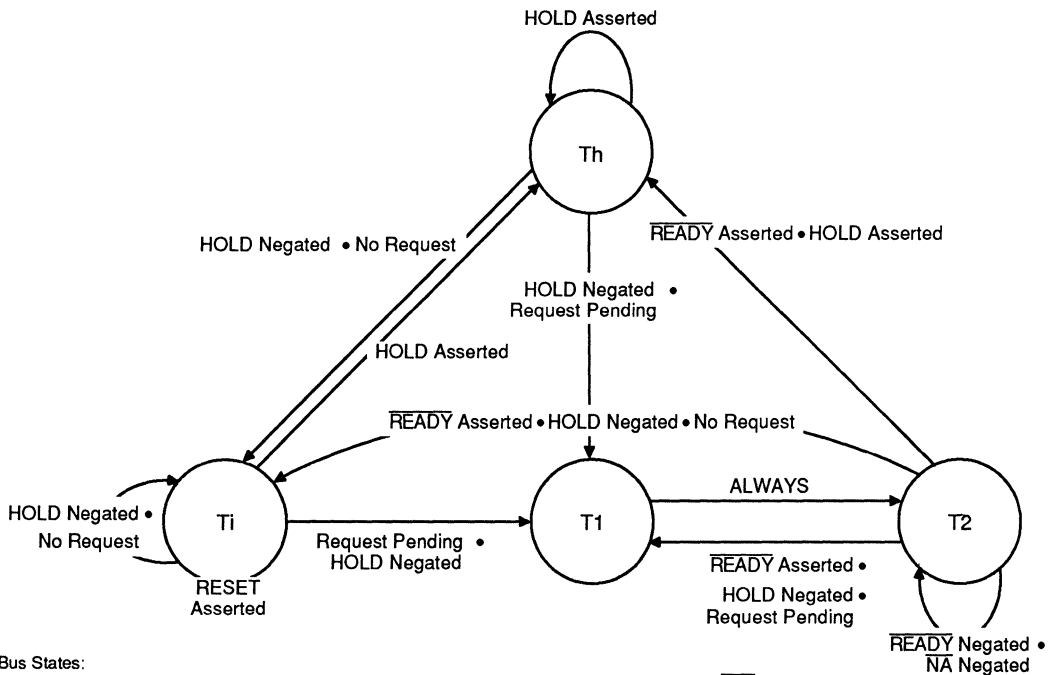 HOLD Asserted
Th
HOLD Negated • No Request
READY Asserted • HOLD Asserted
HOLD Negated •
Request Pending
HOLD Asserted
READY Asserted • HOLD Negated • No Request
HOLD Negated •
No Request
Ti
RESET
Asserted
Request Pending •
HOLD Negated
T1
ALWAYS
READY Asserted •
HOLD Negated •
Request Pending
T2
READY Negated •
NA Negated
Bus States: